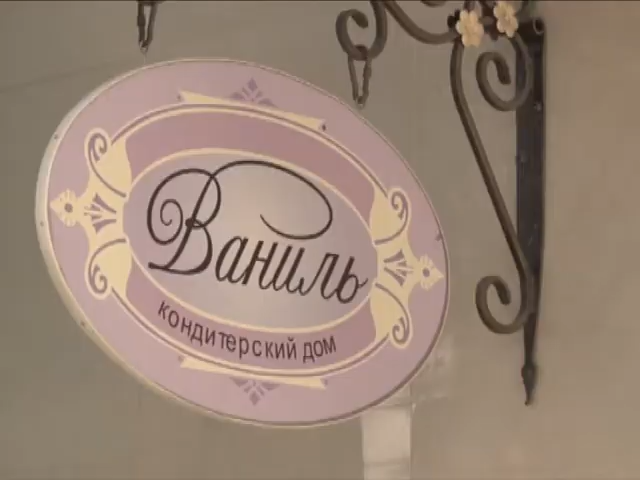 Ваниль
кондитерский дом